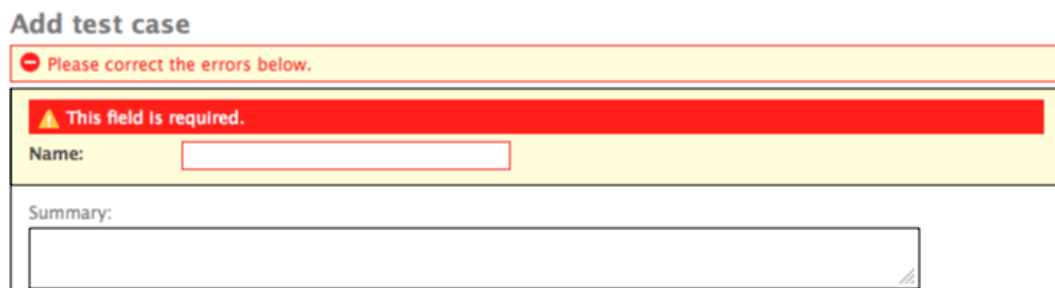 Add test case
Please correct the errors below.
This field is required.
Name:
Summary: